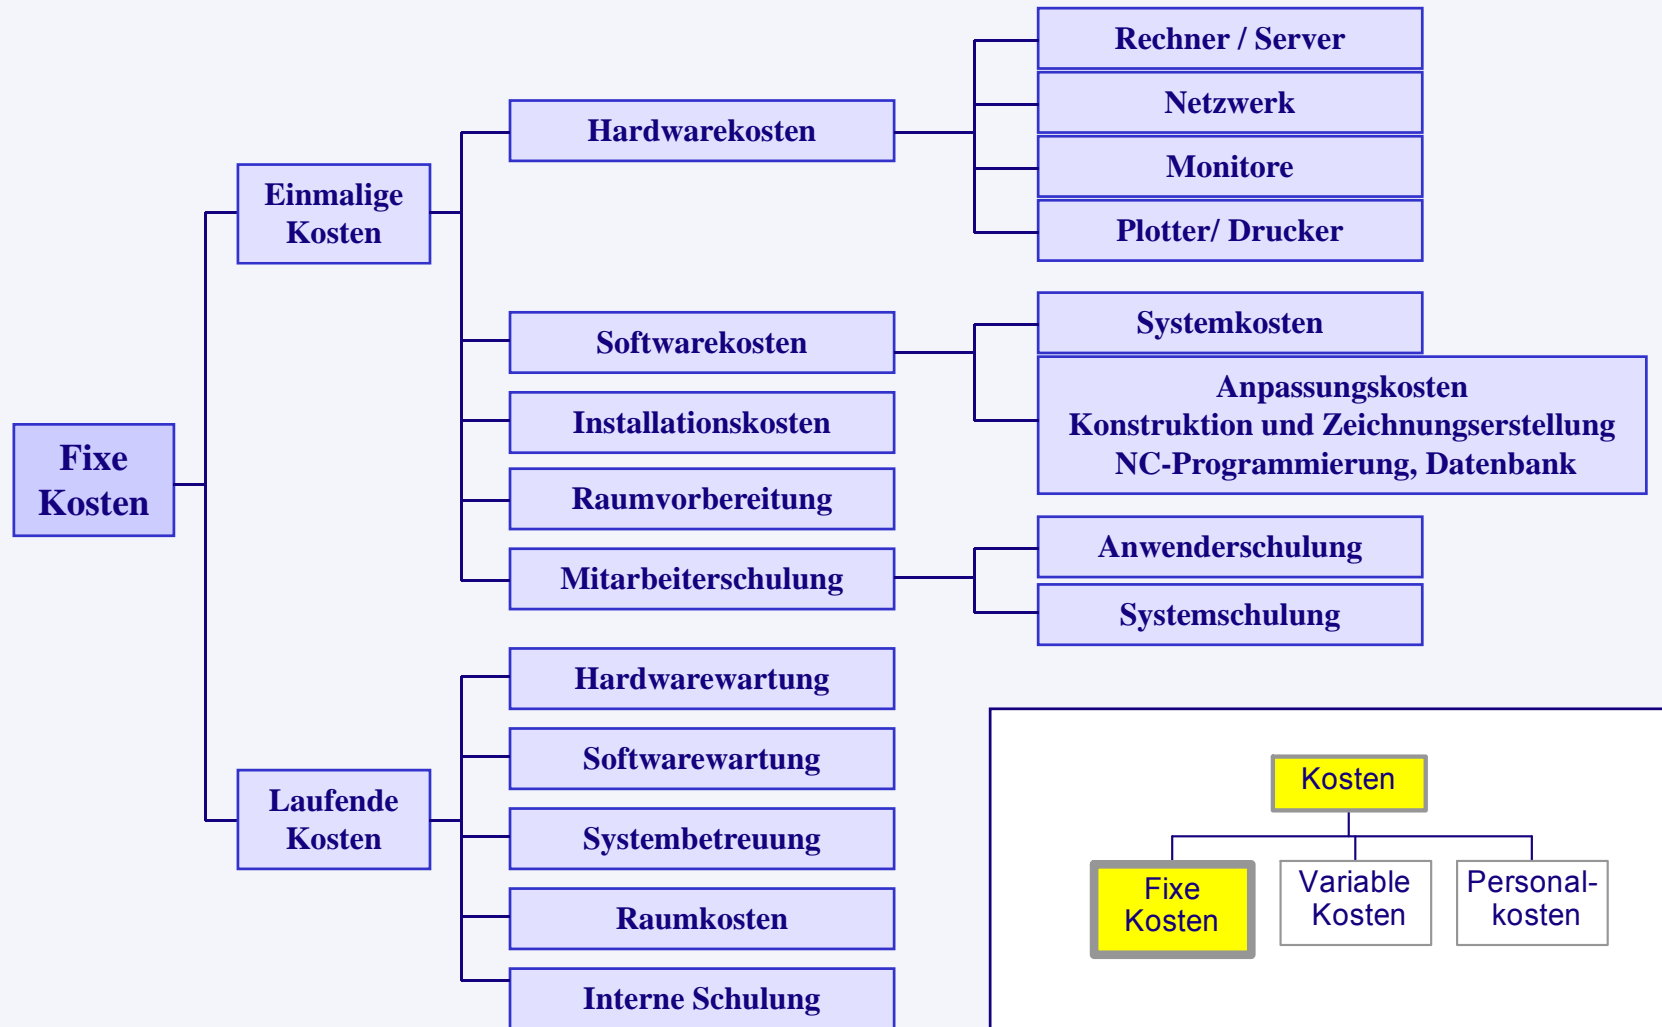 Fixe
Kosten
Einmalige
Kosten
Hardwarekosten
Rechner / Server
Netzwerk
Monitore
Plotter/ Drucker
Softwarekosten
Systemkosten
Anpassungskosten
Konstruktion und Zeichnungserstellung
NC-Programmierung, Datenbank
Installationskosten
Raumvorbereitung
Mitarbeiterschulung
Anwenderschulung
Systemschulung
Laufende
Kosten
Hardwarewartung
Softwarewartung
Systembetreuung
Raumkosten
Interne Schulung
Kosten
Fixe
Kosten
Variable
Kosten
Personal-
kosten